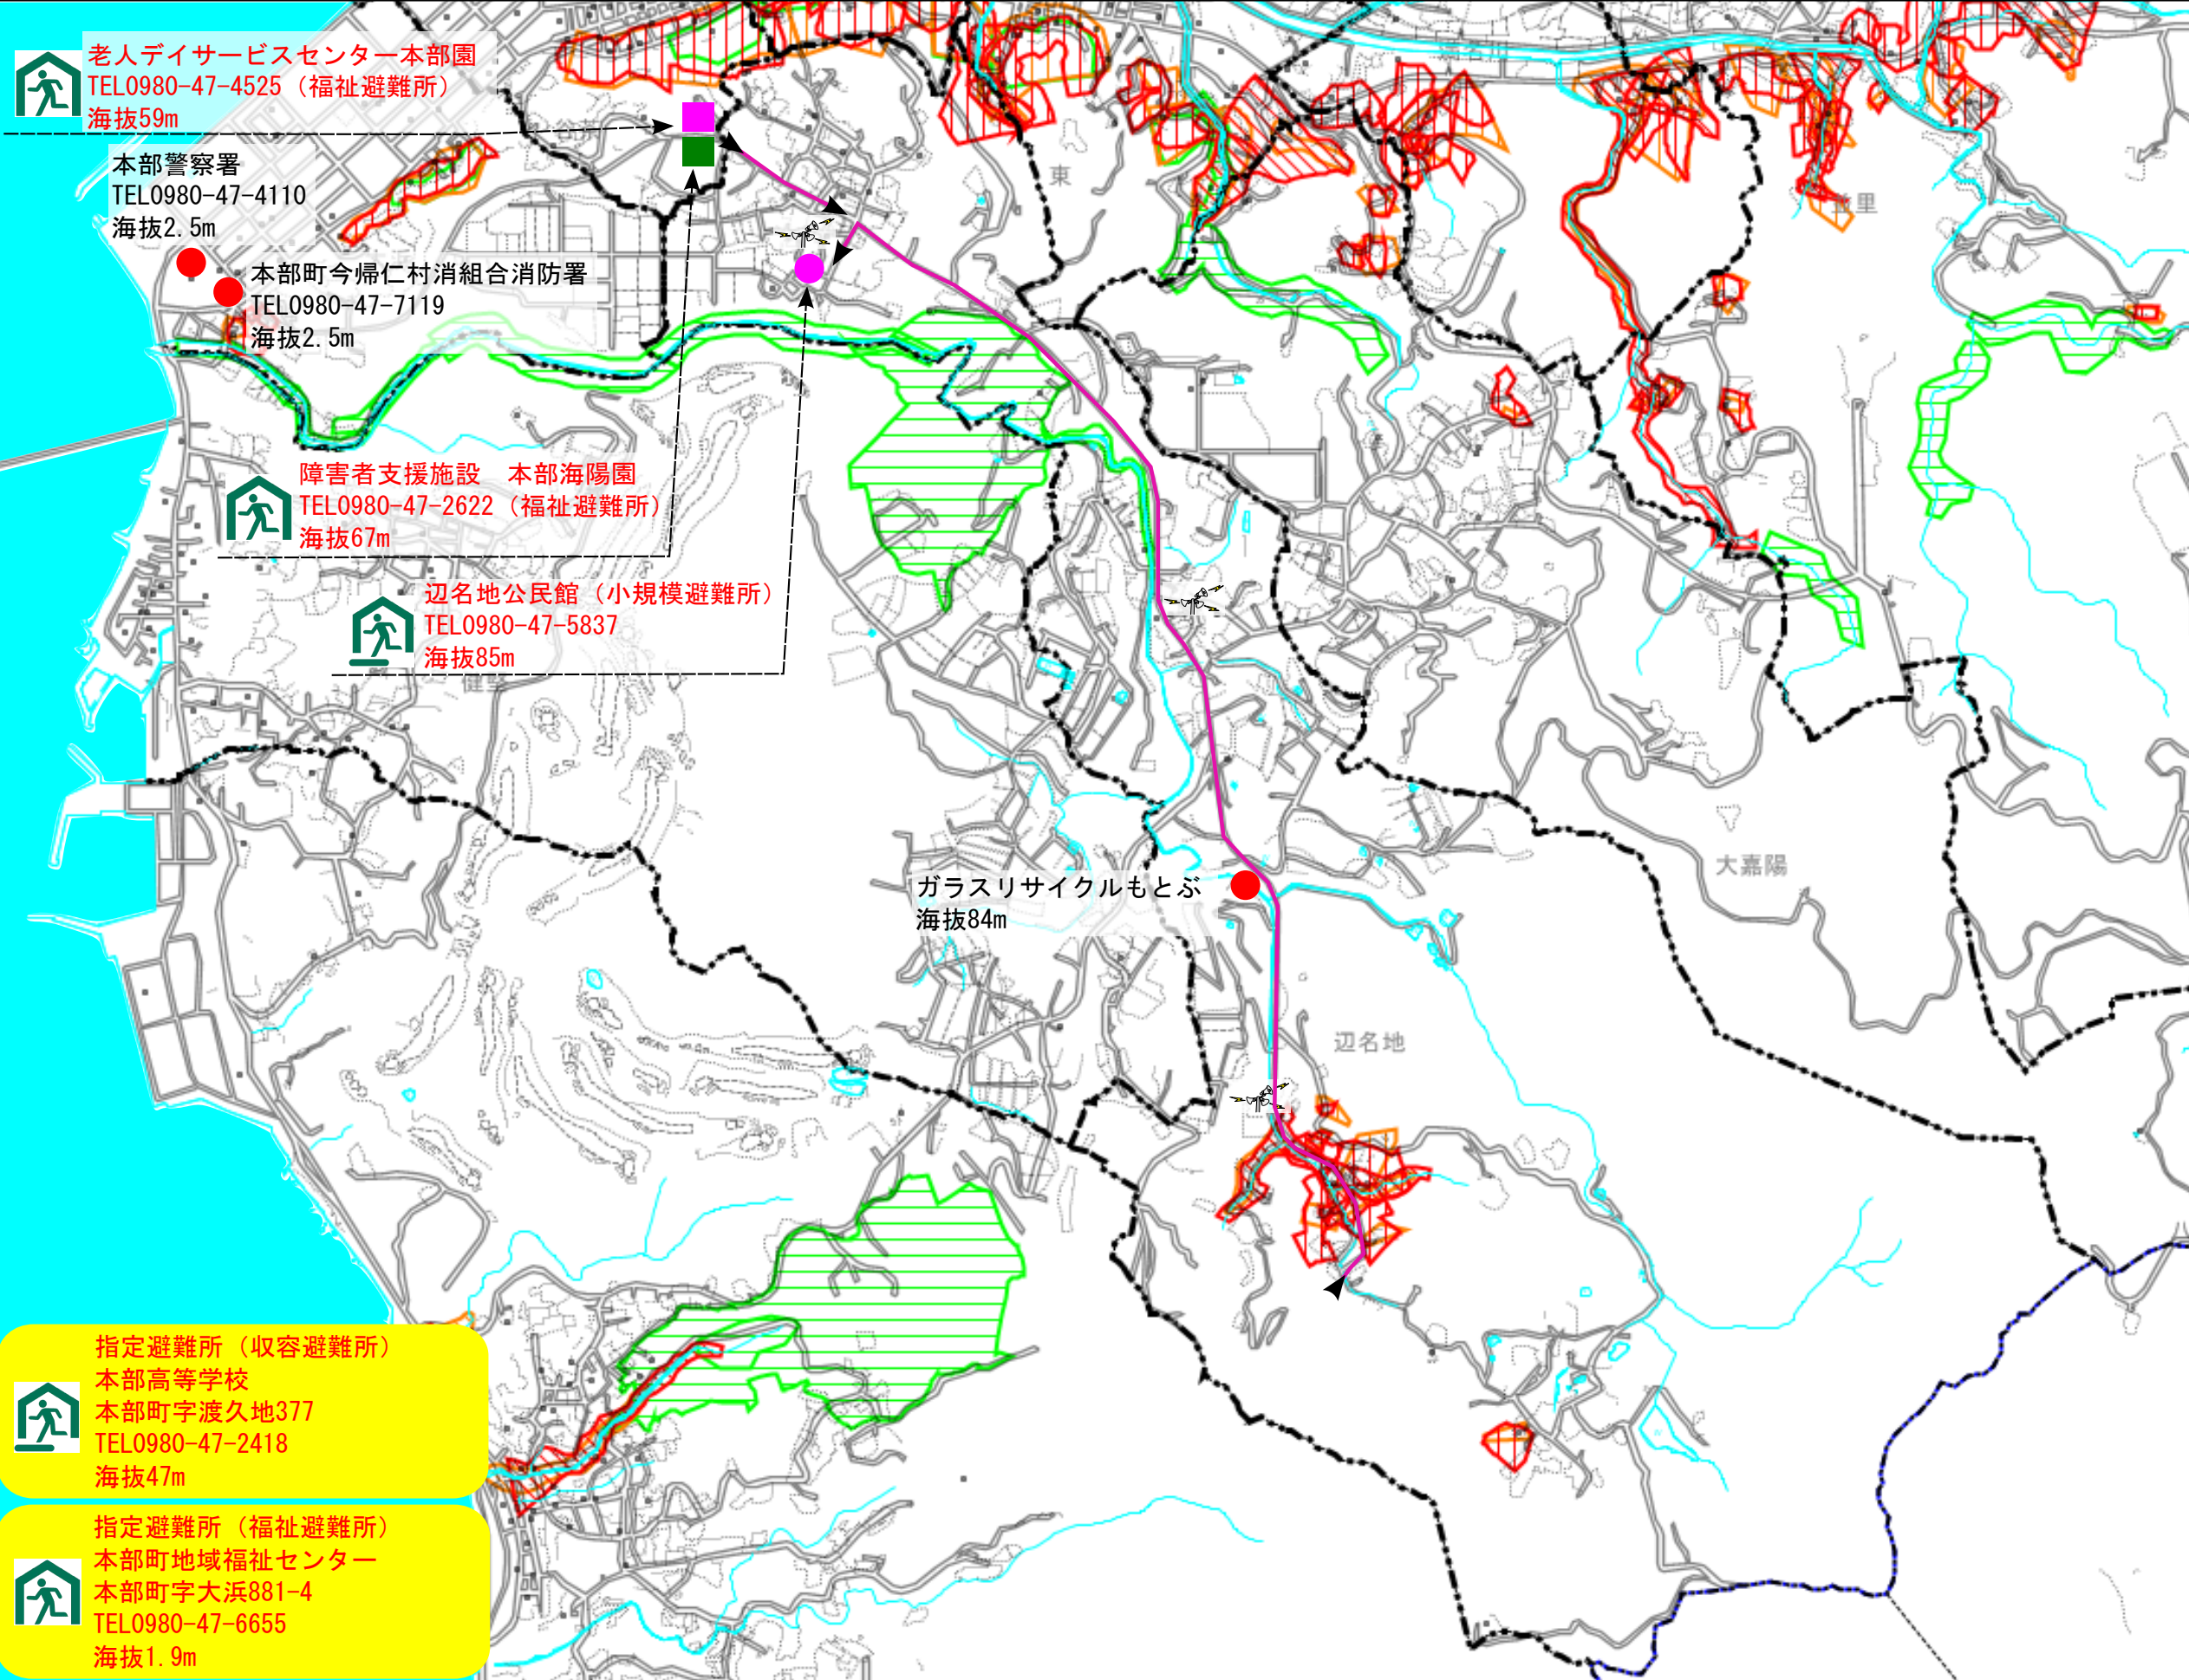 老人デイサービスセンター本部園
TEL0980-47-4525（福祉避難所）
海抜59m
本部警察署
TEL0980-47-4110
海抜2.5m
本部町今帰仁村消組合消防署
TEL0980-47-7119
海抜2.5m
東
障害者支援施設　本部海陽園
TEL0980-47-2622（福祉避難所）
海抜67m
辺名地公民館（小規模避難所）
TEL0980-47-5837
海抜85m
大嘉陽
ガラスリサイクルもとぶ
海抜84m
辺名地
指定避難所（収容避難所）
本部高等学校
本部町字渡久地377
TEL0980-47-2418
海抜47m
指定避難所（福祉避難所）
本部町地域福祉センター
本部町字大浜881-4
TEL0980-47-6655
海抜1.9m